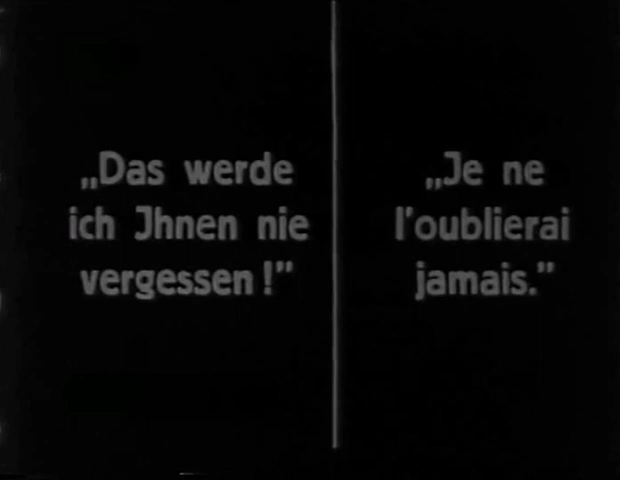 „Das werde
ich Jhnen nie
vergessen!”
„Je ne
l'oublierai
jamais.”